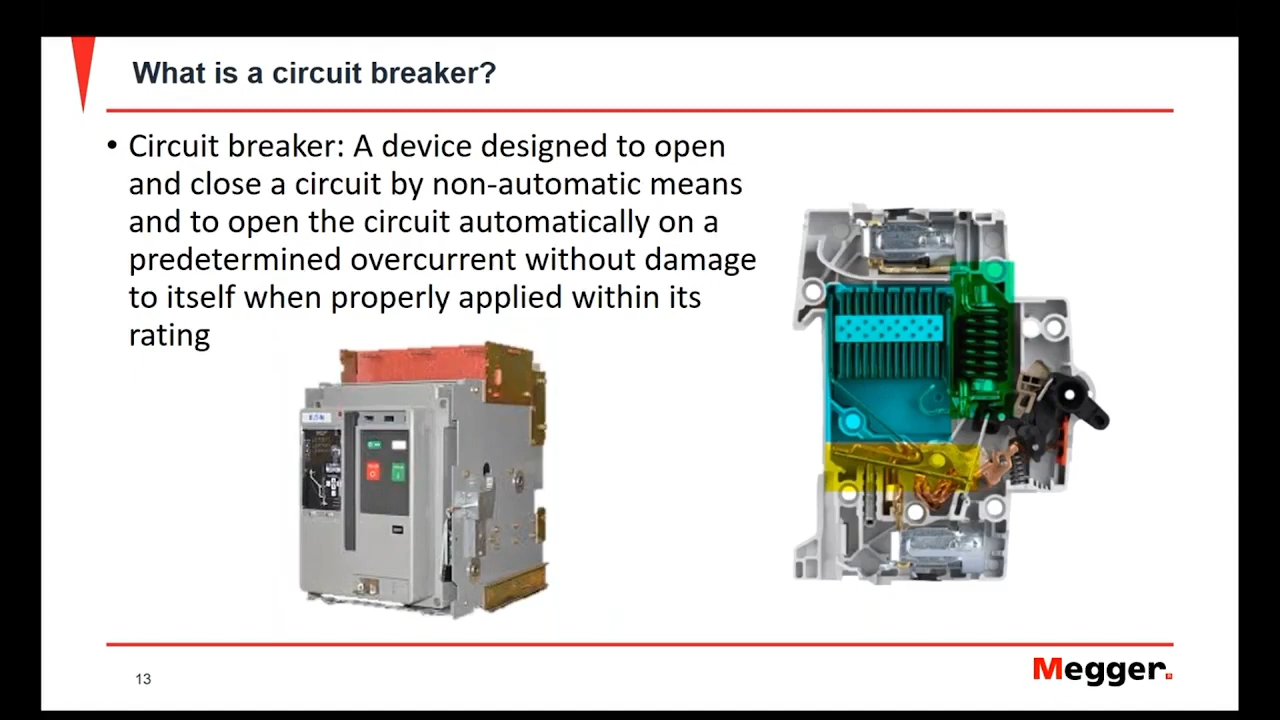 What is a circuit breaker?
• Circuit breaker: A device designed to open
and close a circuit by non-automatic means
and to open the circuit automatically on a
predetermined overcurrent without damage
to itself when properly applied within its
rating
13
Megger.